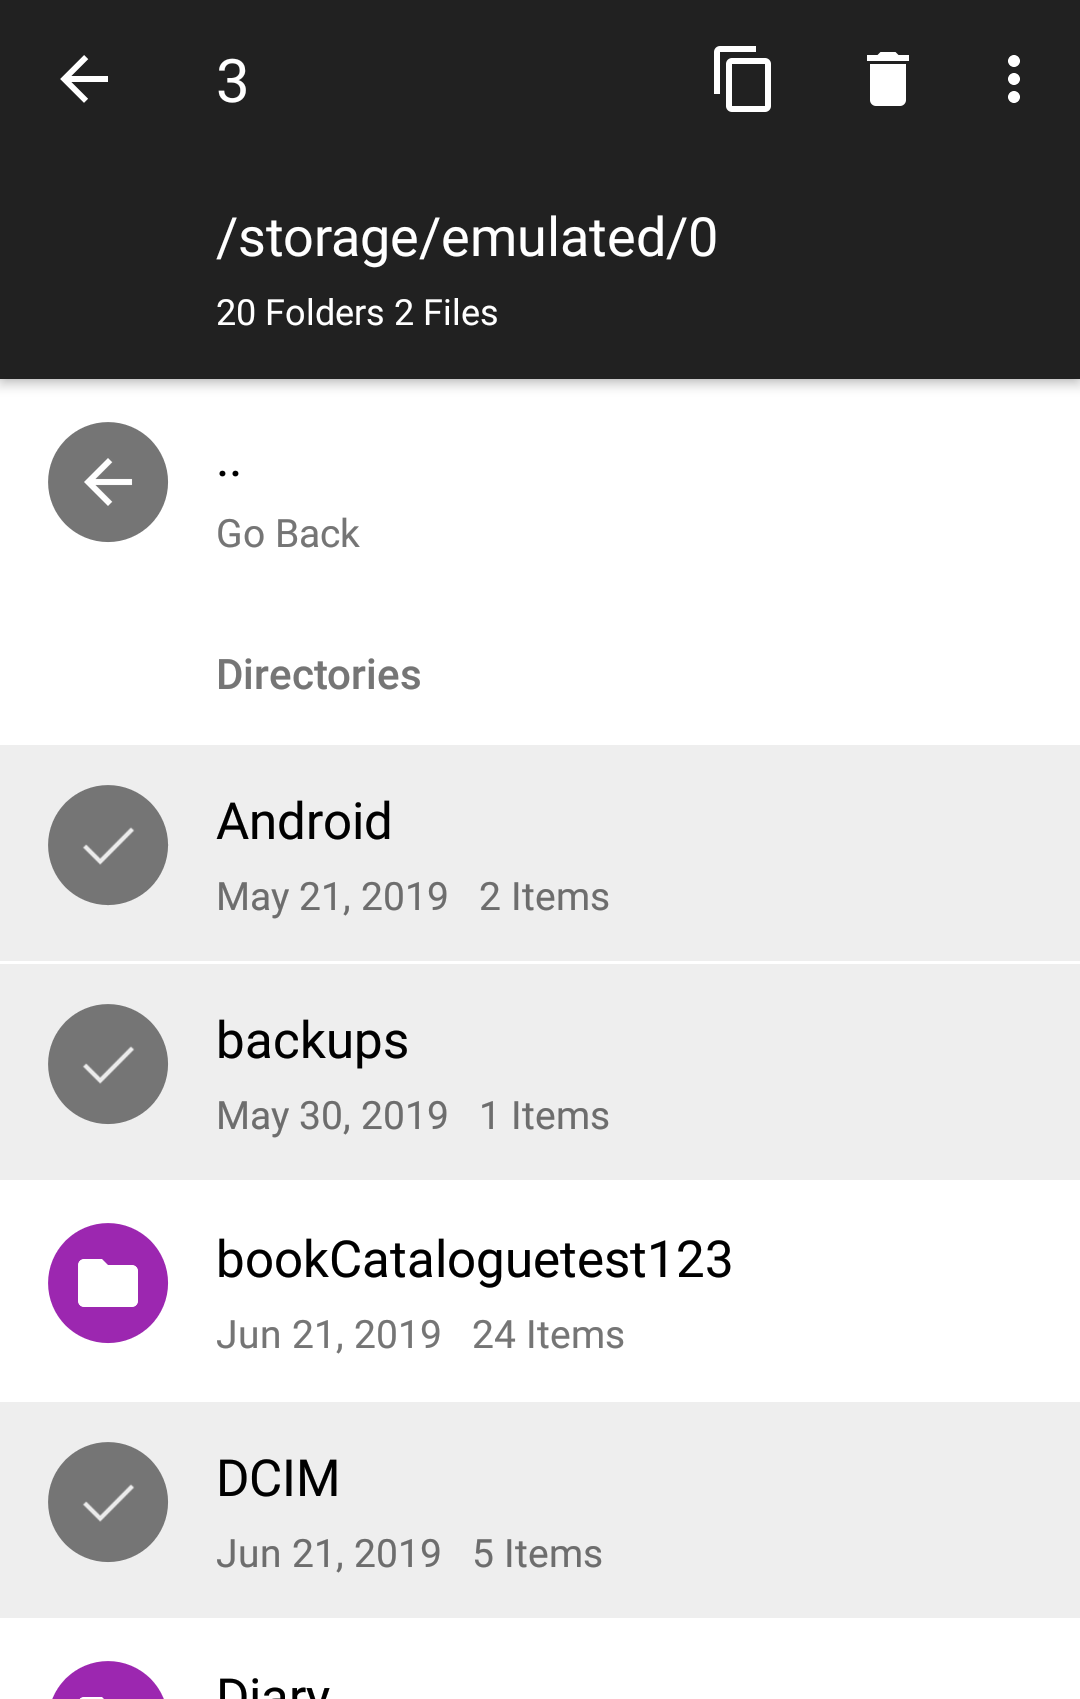 3
/storage/emulated/0
20 Folders 2 Files
..
Go Back
Directories
Android
May 21, 2019 2 Items
backups
May 30, 2019 1 Items
bookCataloguetest123
Jun 21, 2019 24 Items
DCIM
Jun 21, 2019 5 Items
Diary